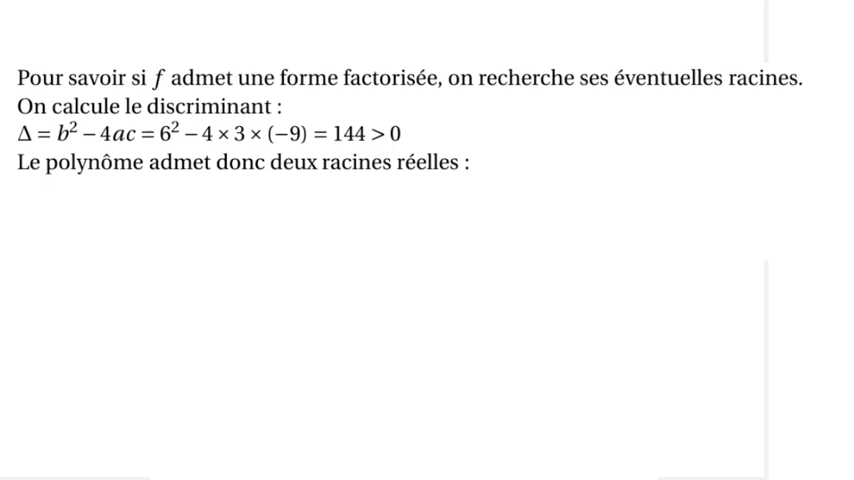 Pour savoir si f admet une forme factorisée, on recherche ses éventuelles racines.
On calcule le discriminant :
Δ = b² − 4ac = 6² − 4 × 3 × (−9) = 144 > 0
Le polynôme admet donc deux racines réelles :